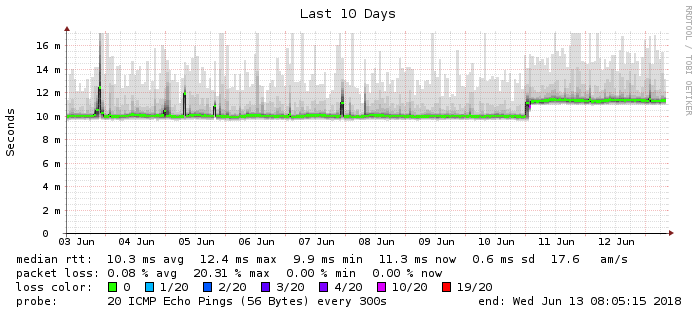 Last 10 Days
RRDTOOL / TOBI OETIKER
Seconds
16 m
14 m
12 m
10 m
8 m
6 m
4 m
2 m
0
03 Jun 04 Jun 05 Jun 06 Jun 07 Jun 08 Jun 09 Jun 10 Jun 11 Jun 12 Jun
median rtt: 10.3 ms avg 12.4 ms max 9.9 ms min 11.3 ms now 0.6 ms sd 17.6 am/s
packet loss: 0.08 % avg 20.31 % max 0.00 % min 0.00 % now
loss color: 0 1/20 2/20 3/20 4/20 10/20 19/20
probe: 20 ICMP Echo Pings (56 Bytes) every 300s end: Wed Jun 13 08:05:15 2018